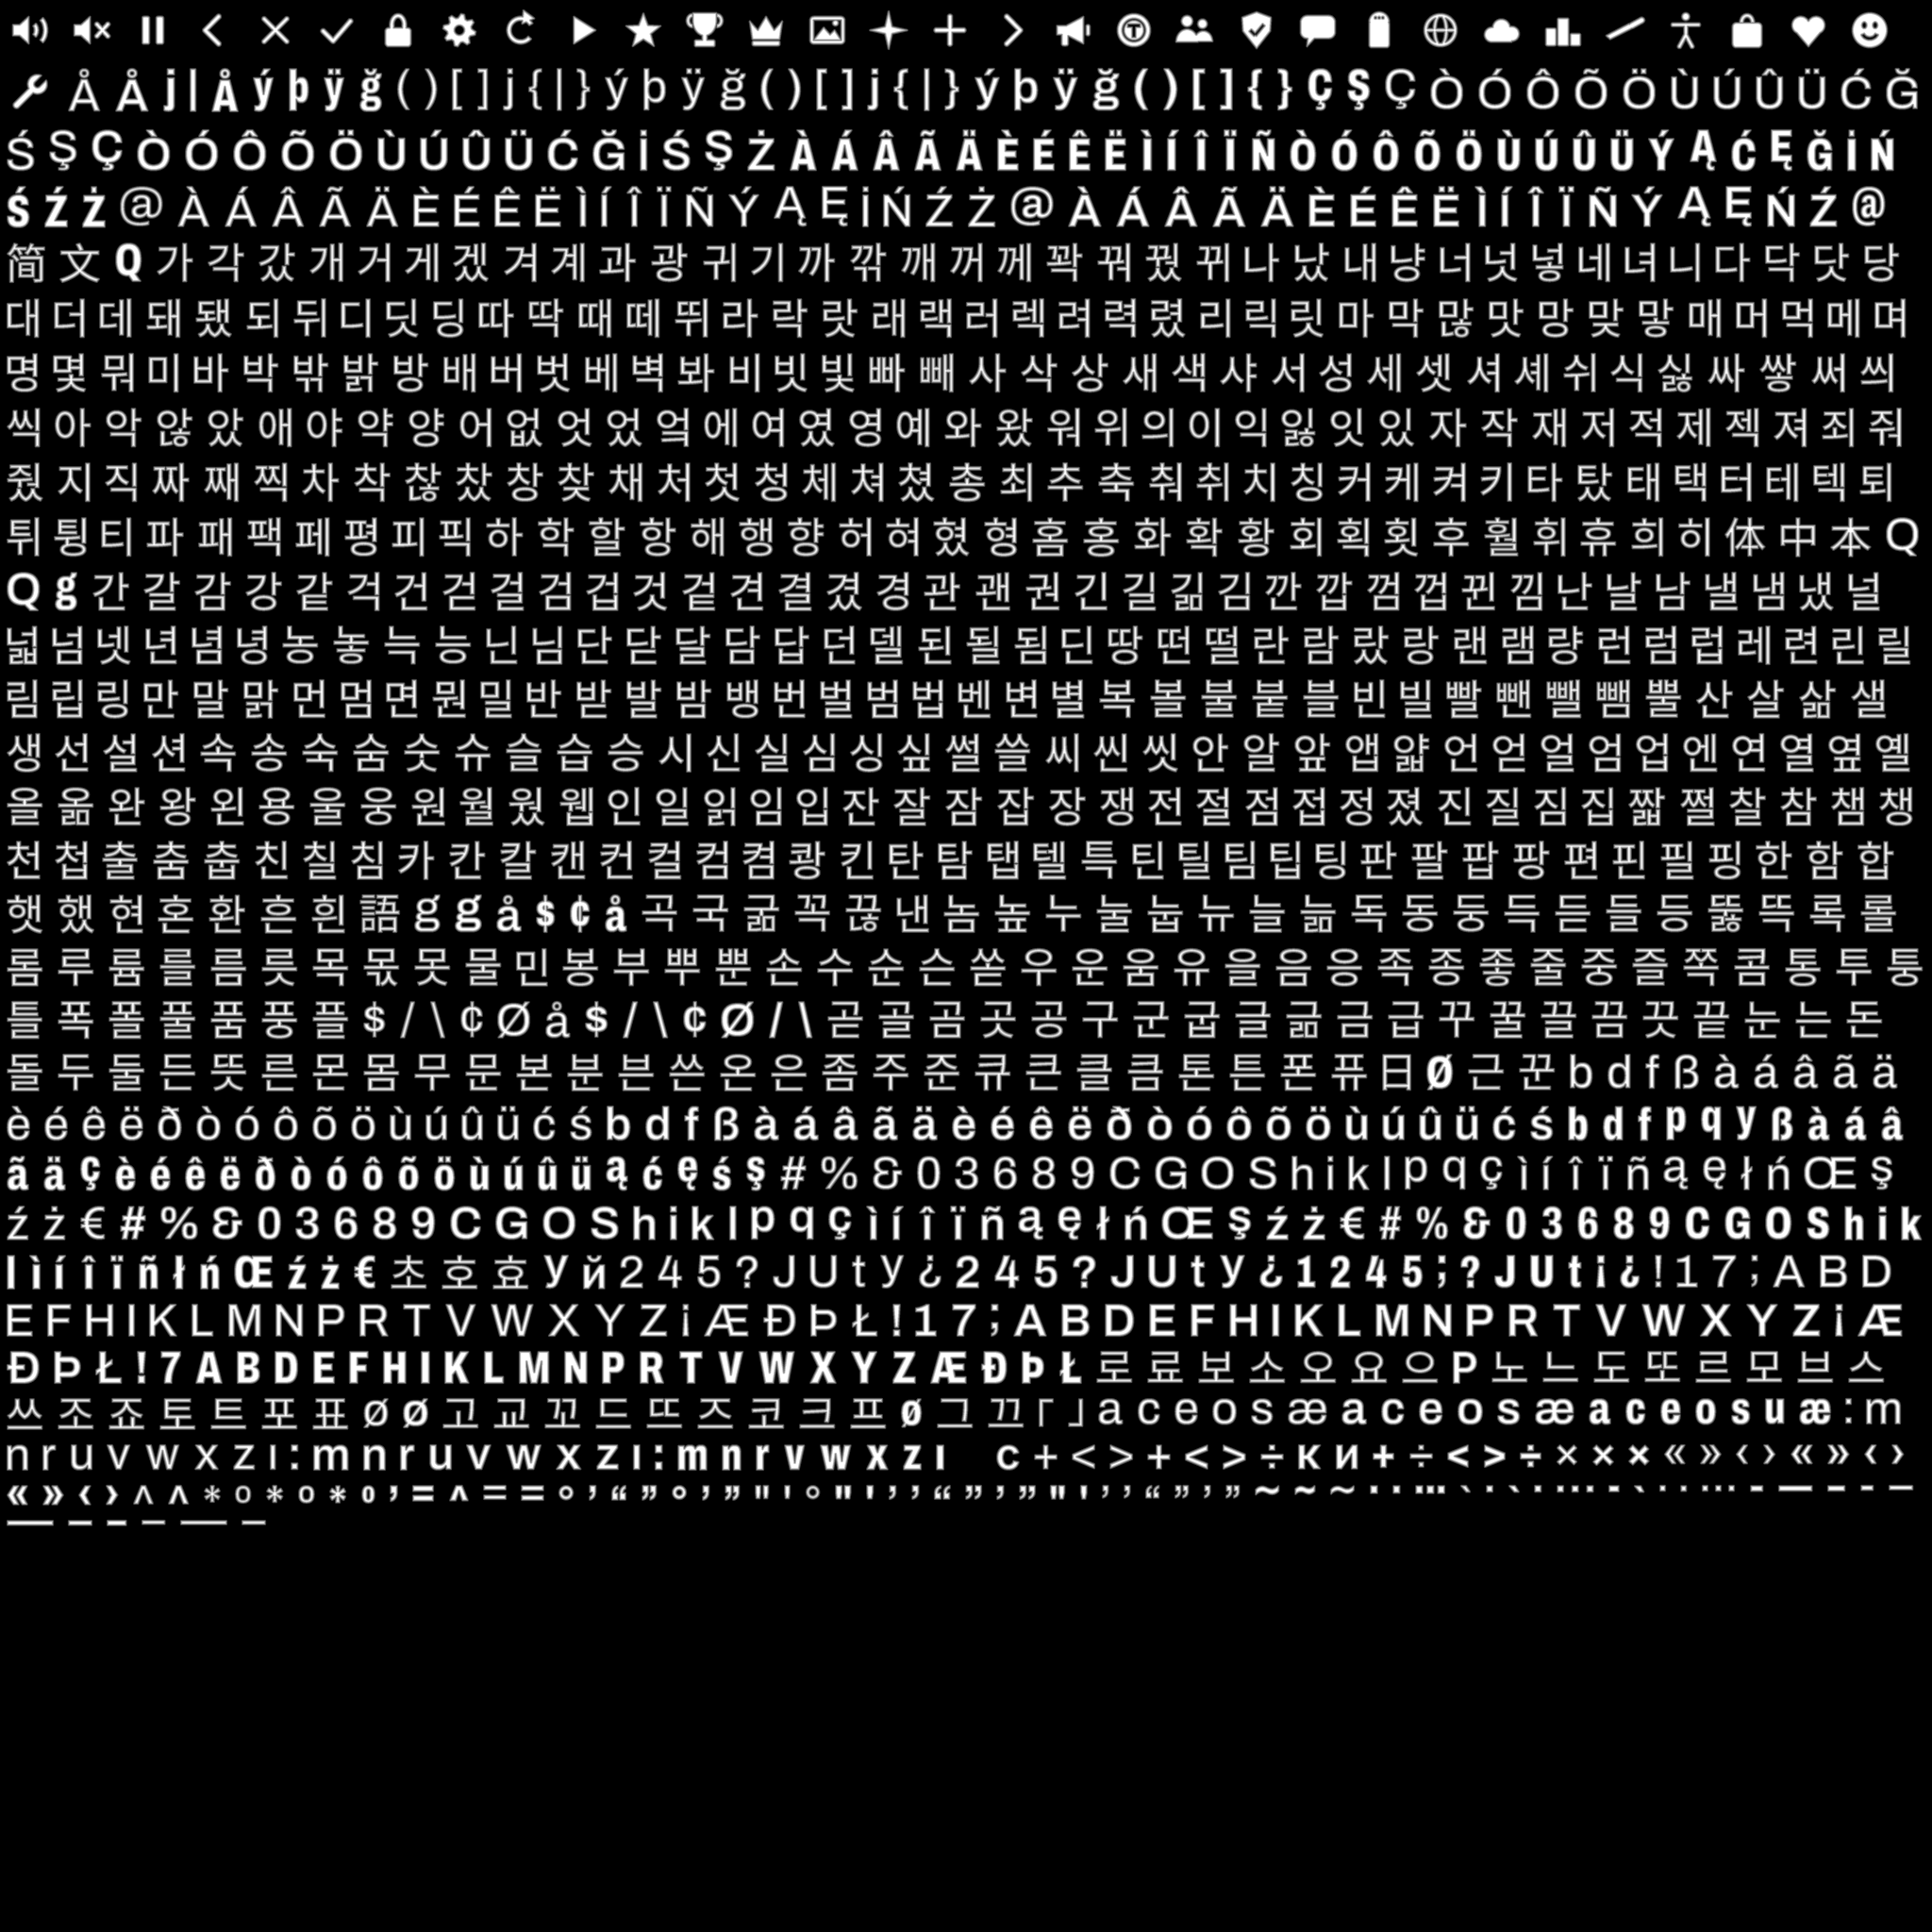 Å Å j | Å ý þ ÿ ğ ( ) [ ] j { | } ý þ ÿ ğ ( ) [ ] j { | } ý þ ÿ ğ ( ) [ ] { } Ç Ş Ç Ò Ó Ô Õ Ö Ù Ú Û Ü Ć Ğ
Ś Ş Ç Ò Ó Ô Õ Ö Ù Ú Û Ü Ć Ğ İ Ś Ş Ż À Á Â Ã Ä È É Ê Ë Ì Í Î Ï Ñ Ò Ó Ô Õ Ö Ù Ú Û Ü Ý Ą Ć Ę Ğ İ Ń
Ś Ź Ż @ À Á Â Ã Ä È É Ê Ë Ì Í Î Ï Ñ Ý Ą Ę İ Ń Ź Ż @ À Á Â Ã Ä È É Ê Ë Ì Í Î Ï Ñ Ý Ą Ę Ń Ź @
简 文 Q 가 각 갔 개 거 게 겠 겨 계 과 광 귀 기 까 깎 깨 꺼 께 꽉 꿔 꿨 뀌 나 났 내 냥 너 넛 넣 네 녀 니 다 닥 닷 당
대 더 데 돼 됐 되 뒤 디 딧 딩 따 딱 때 떼 뛰 라 락 랏 래 랙 러 렉 려 력 렸 리 릭 릿 마 막 많 맛 망 맞 맣 매 머 먹 메 며
명 몇 뭐 미 바 박 밖 밝 방 배 버 벗 베 벽 봐 비 빗 빛 빠 빼 사 삭 상 새 색 샤 서 성 세 셋 셔 셰 쉬 식 싫 싸 쌓 써 씌
씩 아 악 않 았 애 야 약 양 어 없 엇 었 엌 에 여 였 영 예 와 왔 워 위 의 이 익 잃 잇 있 자 작 재 저 적 제 젝 져 죄 줘
줬 지 직 짜 째 찍 차 착 찮 찼 창 찾 채 처 첫 청 체 쳐 쳤 총 최 추 축 춰 취 치 칭 커 케 켜 키 타 탔 태 택 터 테 텍 퇴
튀 튕 티 파 패 팩 페 평 피 픽 하 학 할 항 해 행 향 허 혀 혔 형 홈 홍 화 확 황 회 획 횟 후 훨 휘 휴 희 히 体 中 本 Q
Q g 간 갈 감 강 같 걱 건 걷 걸 검 겁 것 겉 견 결 겼 경 관 괜 권 긴 길 긺 김 깐 깝 껌 껍 뀐 낌 난 날 남 낼 냄 냈 널
넓 넘 넷 년 념 녕 농 놓 늑 능 닌 님 단 닫 달 담 답 던 델 된 될 됨 딘 땅 떤 떨 란 람 랐 랑 랜 램 량 런 럼 럽 레 련 린 릴
림 립 링 만 말 맑 먼 멈 면 뭔 밀 반 받 발 밤 뱅 번 벌 범 법 벤 변 별 복 볼 불 붙 블 빈 빌 빨 뺀 뺄 뺌 뿔 산 살 삶 샐
생 선 설 션 속 송 숙 숨 숫 슈 슬 습 승 시 신 실 심 싱 싶 썰 쓸 씨 씬 씻 안 알 앞 앱 얇 언 얻 얼 엄 업 엔 연 열 옆 옐
올 옮 완 왕 왼 용 울 웅 원 월 웠 웹 인 일 읽 임 입 잔 잘 잠 잡 장 쟁 전 절 점 접 정 졌 진 질 짐 집 짧 쩔 찰 참 챔 챙
천 첩 출 춤 춥 친 칠 침 카 칸 칼 캔 컨 컬 컴 켬 쾅 킨 탄 탐 탭 텔 특 틴 틸 팀 팁 팅 판 팔 팝 팡 편 핀 필 핑 한 함 합
햇 했 현 혼 환 흔 흰 語 g g å $ ¢ å 곡 국 굶 꼭 끊 낸 놈 높 누 눌 눕 뉴 늘 늚 독 동 둥 득 든 들 등 뚫 뜩 록 롤
롬 루 륨 를 름 릇 목 몫 못 물 민 봉 부 뿌 뿐 손 수 순 슨 쏟 우 운 움 유 을 음 응 족 종 좋 줄 중 즐 쪽 콤 통 투 퉁
틀 폭 폴 풀 품 풍 플 $ / \ ¢ Ø å $ / \ ¢ Ø / \ 곧 골 곰 곳 공 구 군 굽 글 긂 금 급 꾸 꿀 끌 끔 끗 끝 눈 는 돈
돌 두 둘 든 뜻 른 몬 몸 무 문 본 분 븐 쓴 온 은 좀 주 준 큐 큰 클 큼 톤 튼 폰 퓨 日 Ø 근 꾼 b d f ß à á â ã ä
è é ê ë ð ò ó ô õ ö ù ú û ü ć ś b d f ß à á â ã ä è é ê ë ð ò ó ô õ ö ù ú û ü ć ś b d f p q y ß à á â
ã ä ç è é ê ë ð ò ó ô õ ö ù ú û ü ą ć ę ś ş # % & 0 3 6 8 9 C G O S h i k l p q ç ì í î ï ñ ą ę ł ń Œ ş
ź ż € # % & 0 3 6 8 9 C G O S h i k l p q ç ì í î ï ñ ą ę ł ń Œ ş ź ż € # % & 0 3 6 8 9 C G O S h i k
l ì í î ï ñ ł ń Œ ź ż € 초 호 효 у й 2 4 5 ? J U t y ¿ 2 4 5 ? J U t y ¿ 1 2 4 5 ; ? J U t ¡ ¿ ! 1 7 ; A B D
E F H I K L M N P R T V W X Y Z ¡ Æ Ð Þ Ł ! 1 7 ; A B D E F H I K L M N P R T V W X Y Z ¡ Æ
Ð Þ Ł ! 7 A B D E F H I K L M N P R T V W X Y Z Æ Ð Þ Ł 로 료 보 소 오 요 으 Р 노 느 도 또 르 모 브 스
쓰 조 죠 토 트 포 표 ø ø 고 교 꼬 드 뜨 즈 코 크 프 ø 그 끄 「 」 a c e o s æ a c e o s æ a c e o s u æ : m
n r u v w x z ı : m n r u v w x z ı : m n r v w x z ı с + < > + < > ÷ к и + ÷ < > ÷ × × × « » ‹ › « » ‹ ›
« » ‹ › ^ ^ * º * º * º ’ = ^ = = ° ’ “ ” ° ’ ” " ' ° " ' ’ ’ “ ” ’ ” " ' ’ ’ “ ” ’ ” ~ ~ ~